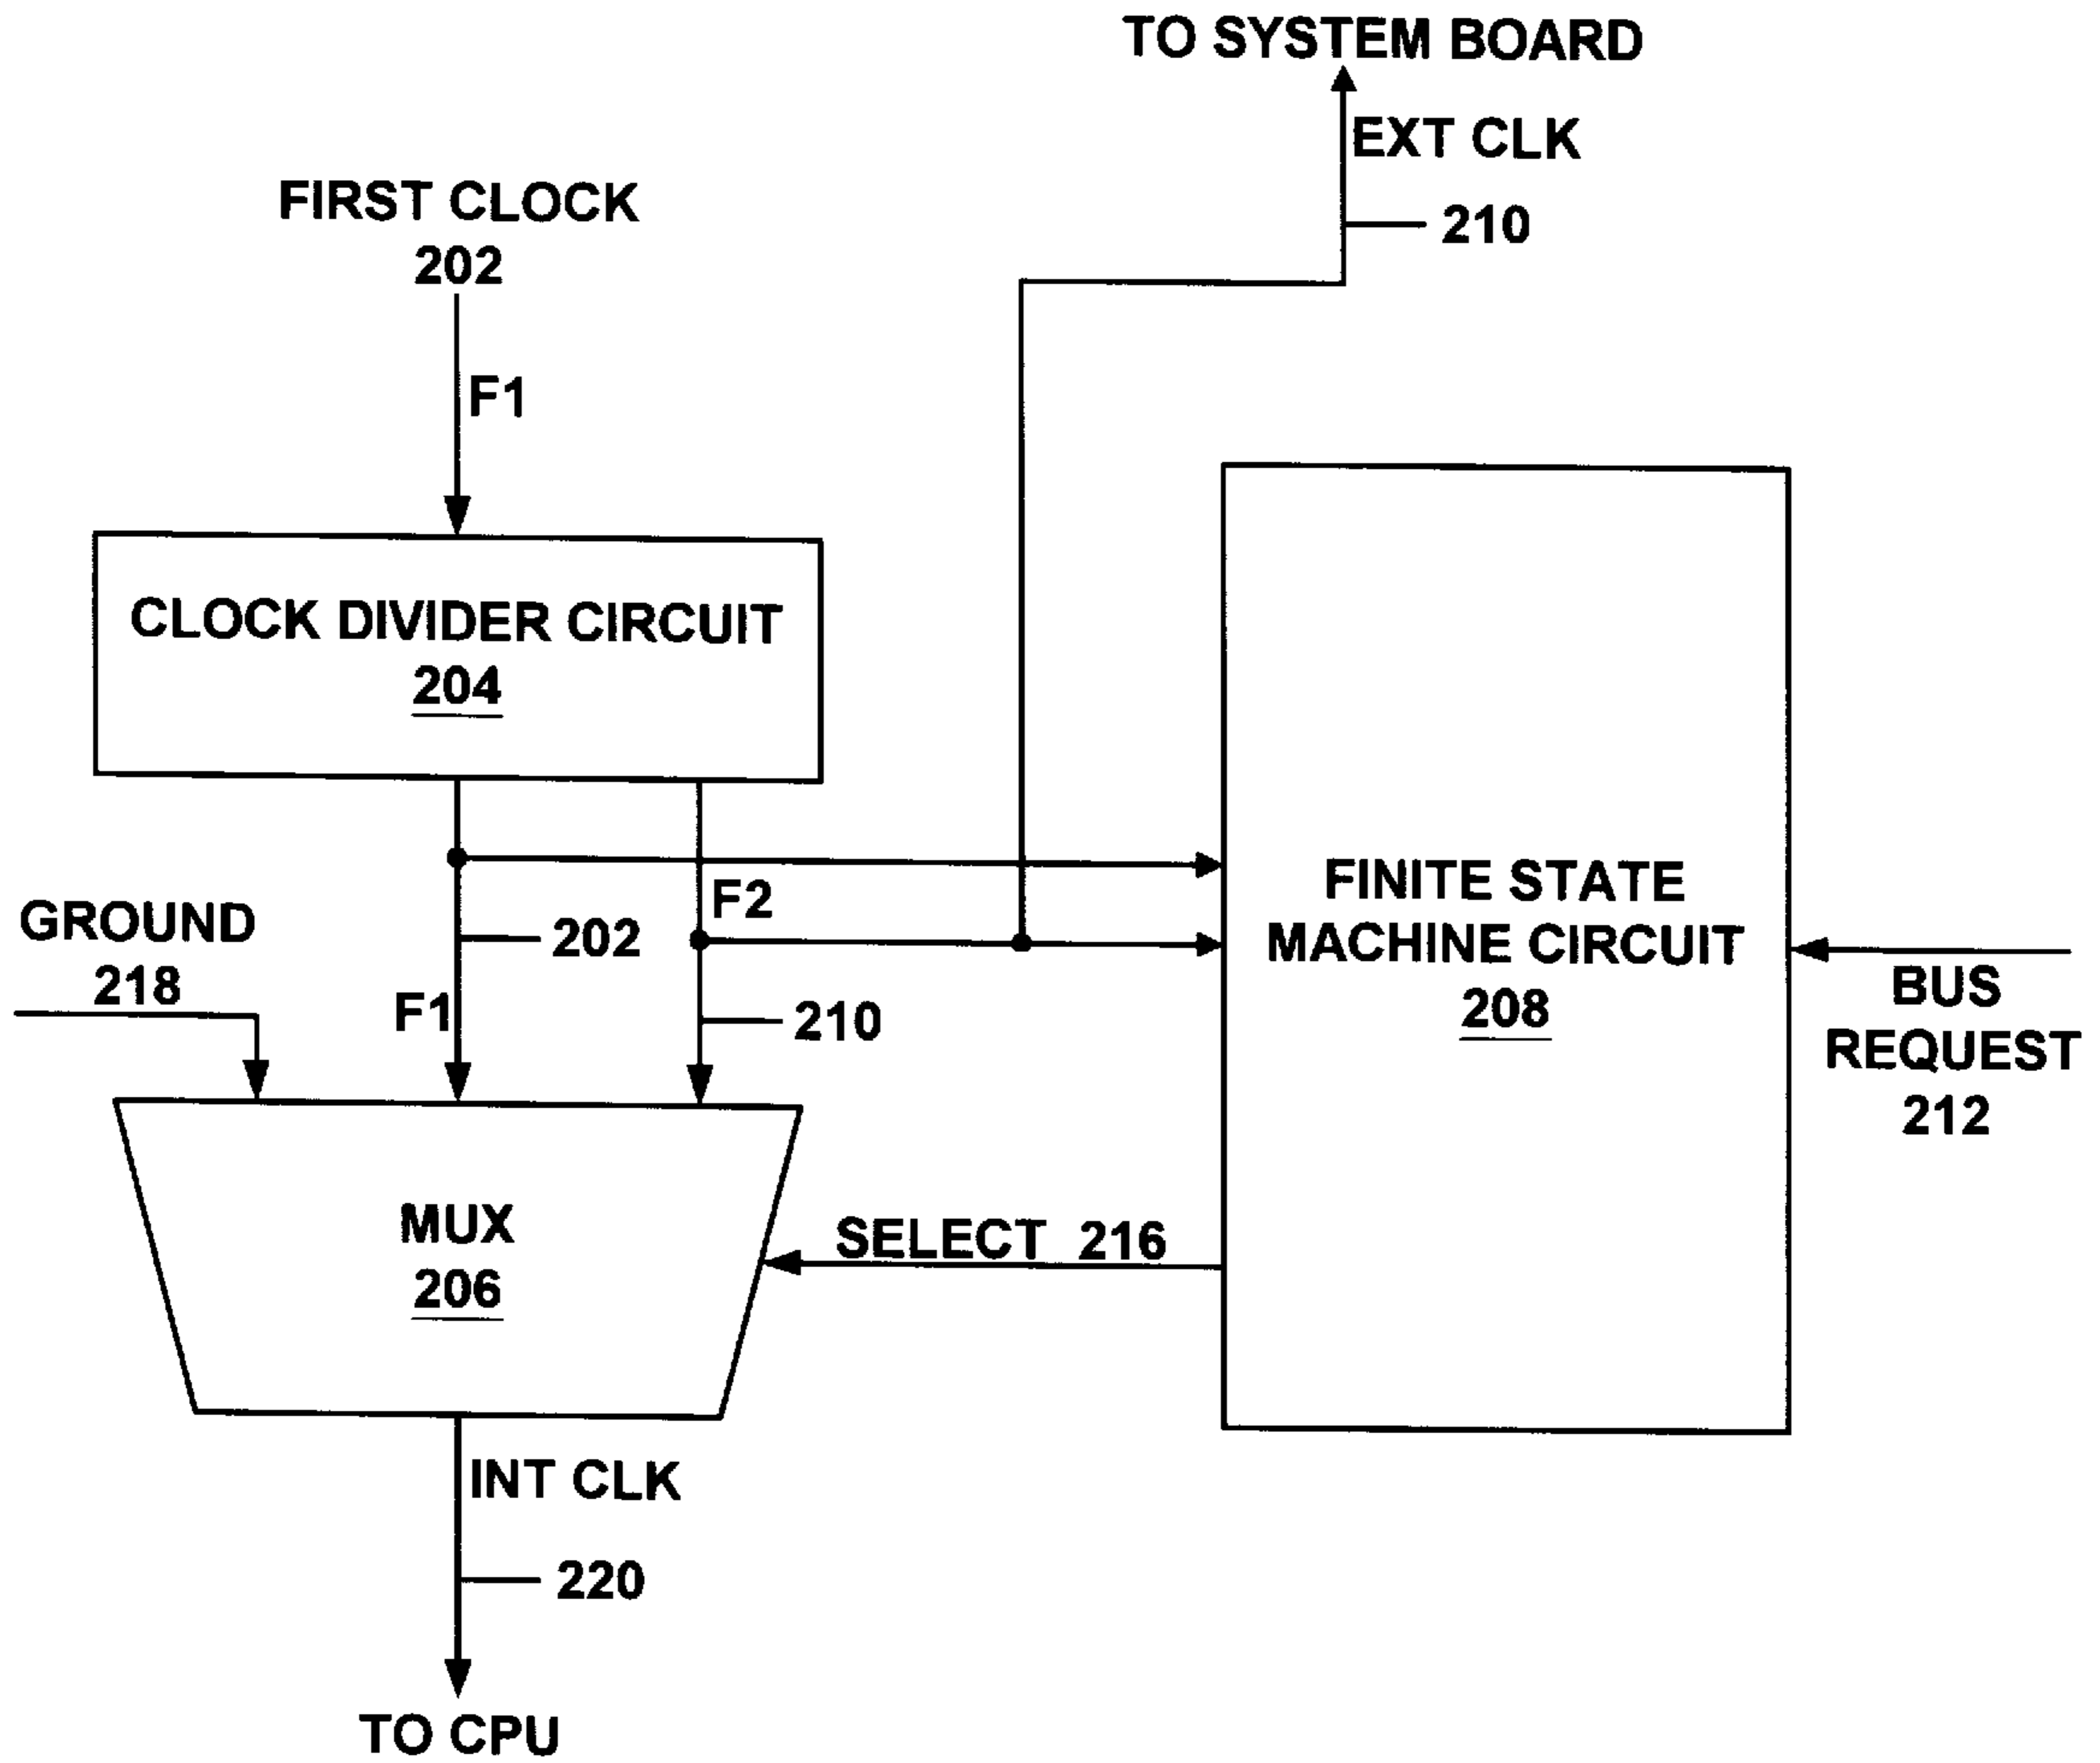 TO SYSTEM BOARD
EXT CLK
210
FIRST CLOCK
202
F1
CLOCK DIVIDER CIRCUIT
204
F2
202
GROUND
218
F1
210
FINITE STATE
MACHINE CIRCUIT
208
BUS
REQUEST
212
MUX
206
SELECT 216
INT CLK
220
TO CPU